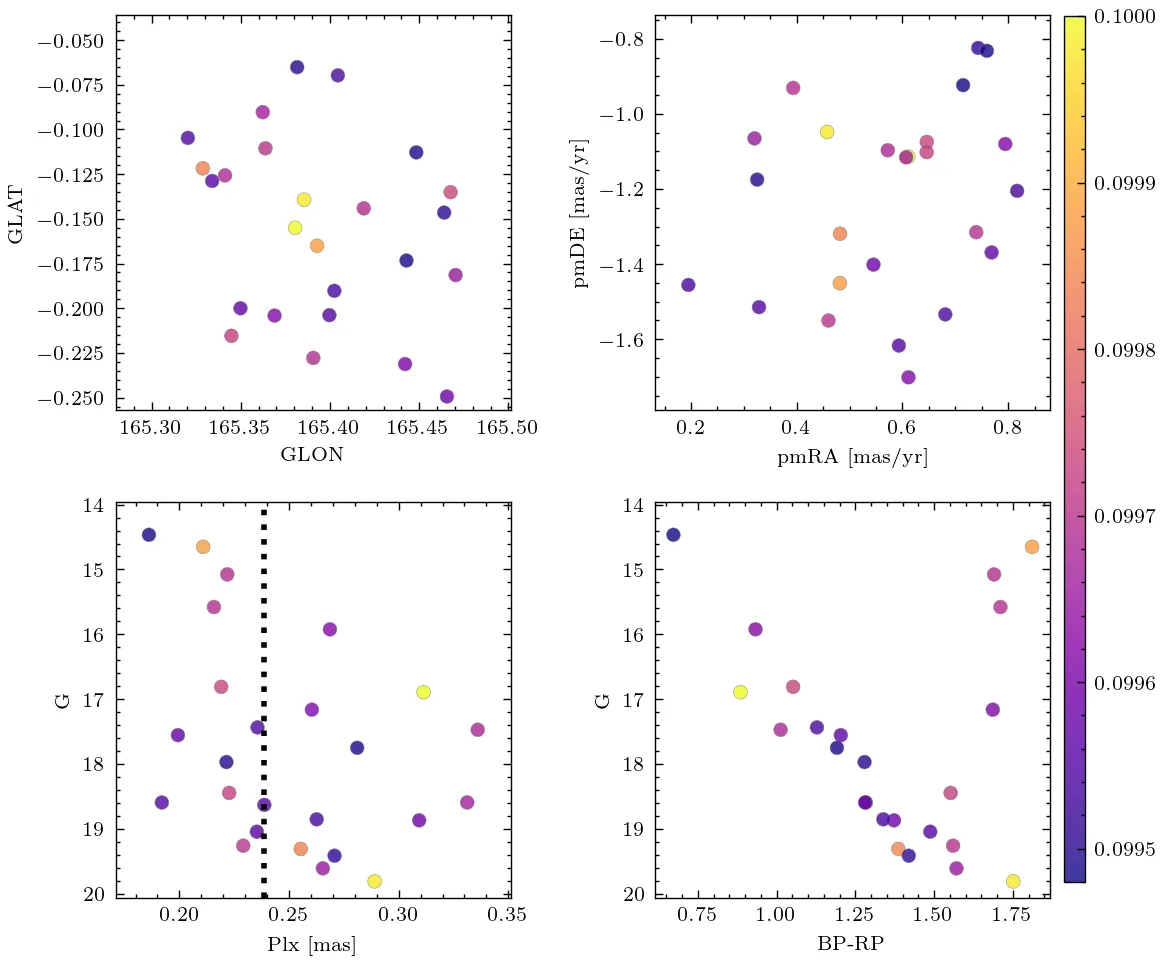 −0.050
−0.075
−0.100
−0.125
−0.150
−0.175
−0.200
−0.225
−0.250
GLAT
165.30 165.35 165.40 165.45 165.50
GLON
−0.8
−1.0
−1.2
−1.4
−1.6
pmDE [mas/yr]
0.2 0.4 0.6 0.8
pmRA [mas/yr]
14
15
16
17
18
19
20
G
0.20 0.25 0.30 0.35
Plx [mas]
14
15
16
17
18
19
20
G
0.75 1.00 1.25 1.50 1.75
BP-RP
0.1000
0.0999
0.0998
0.0997
0.0996
0.0995